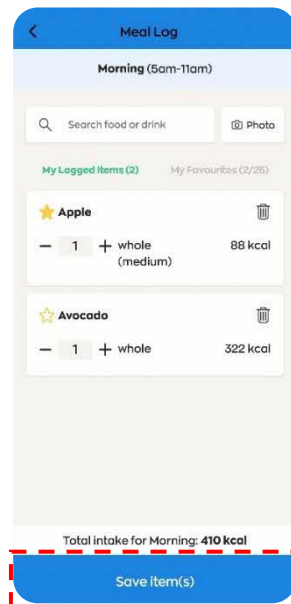 Meal Log
Morning (5am-11am)
Search food or drink
Photo
My Logged Items (2) My Favourites (2/25)
Apple
1 whole 88 kcal
(medium)
Avocado
1 whole 322 kcal
Total intake for Morning: 410 kcal
Save item(s)